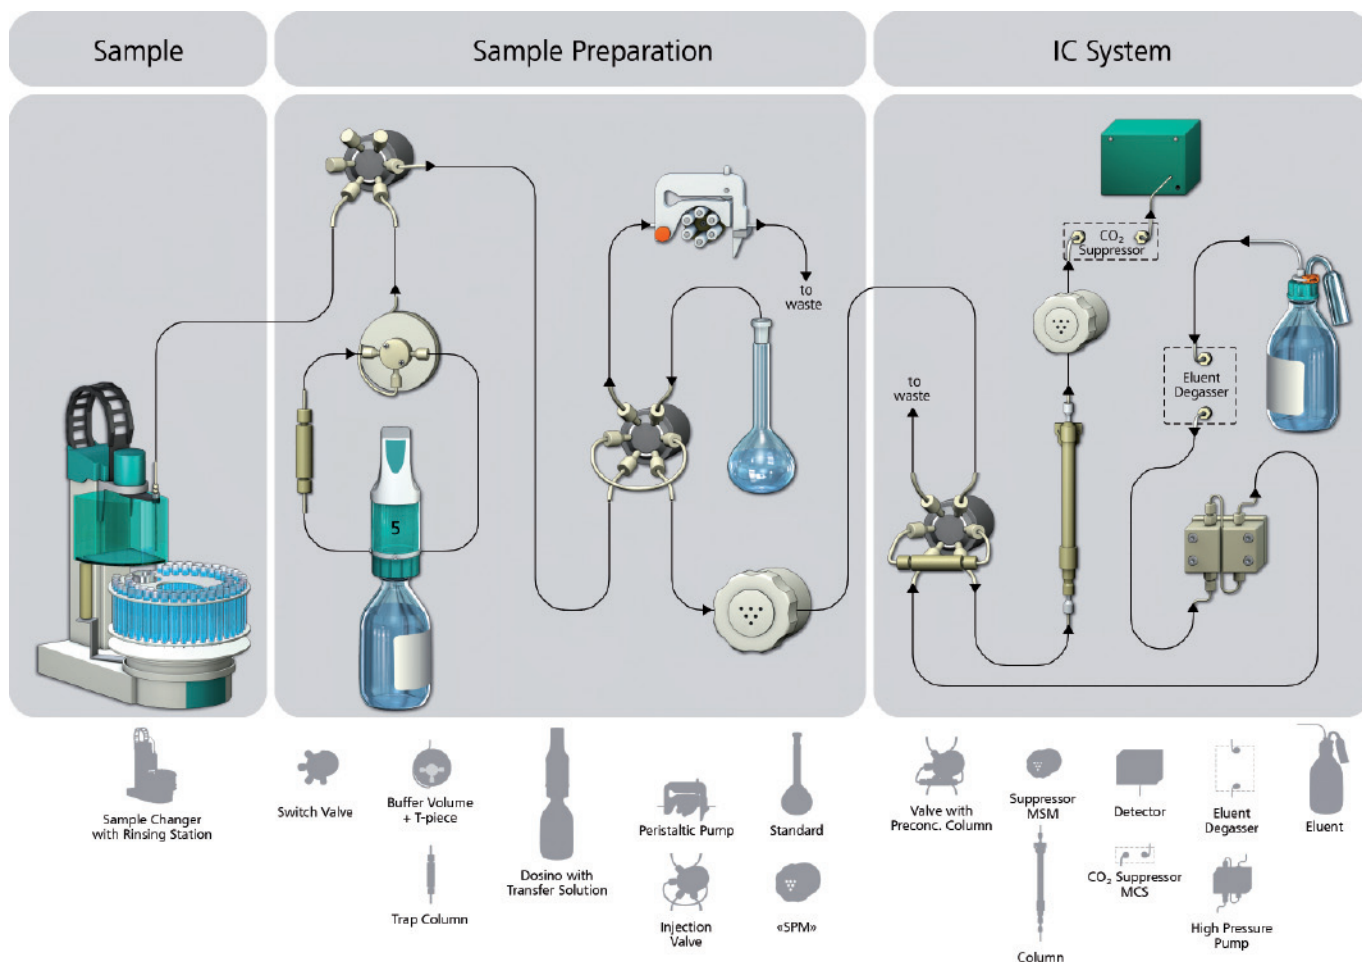 Sample
Sample Preparation
IC System
to
waste
CO₂
Suppressor
Eluent
Degasser
to
waste
5
Sample Changer
with Rinsing Station
Switch Valve
Buffer Volume
+ T-piece
Trap Column
Dosino with
Transfer Solution
Peristaltic Pump
Injection
Valve
Standard
«SPM»
Valve with
Preconc. Column
Suppressor
MSM
Column
Detector
CO₂ Suppressor
MCS
Eluent
Degasser
High Pressure
Pump
Eluent